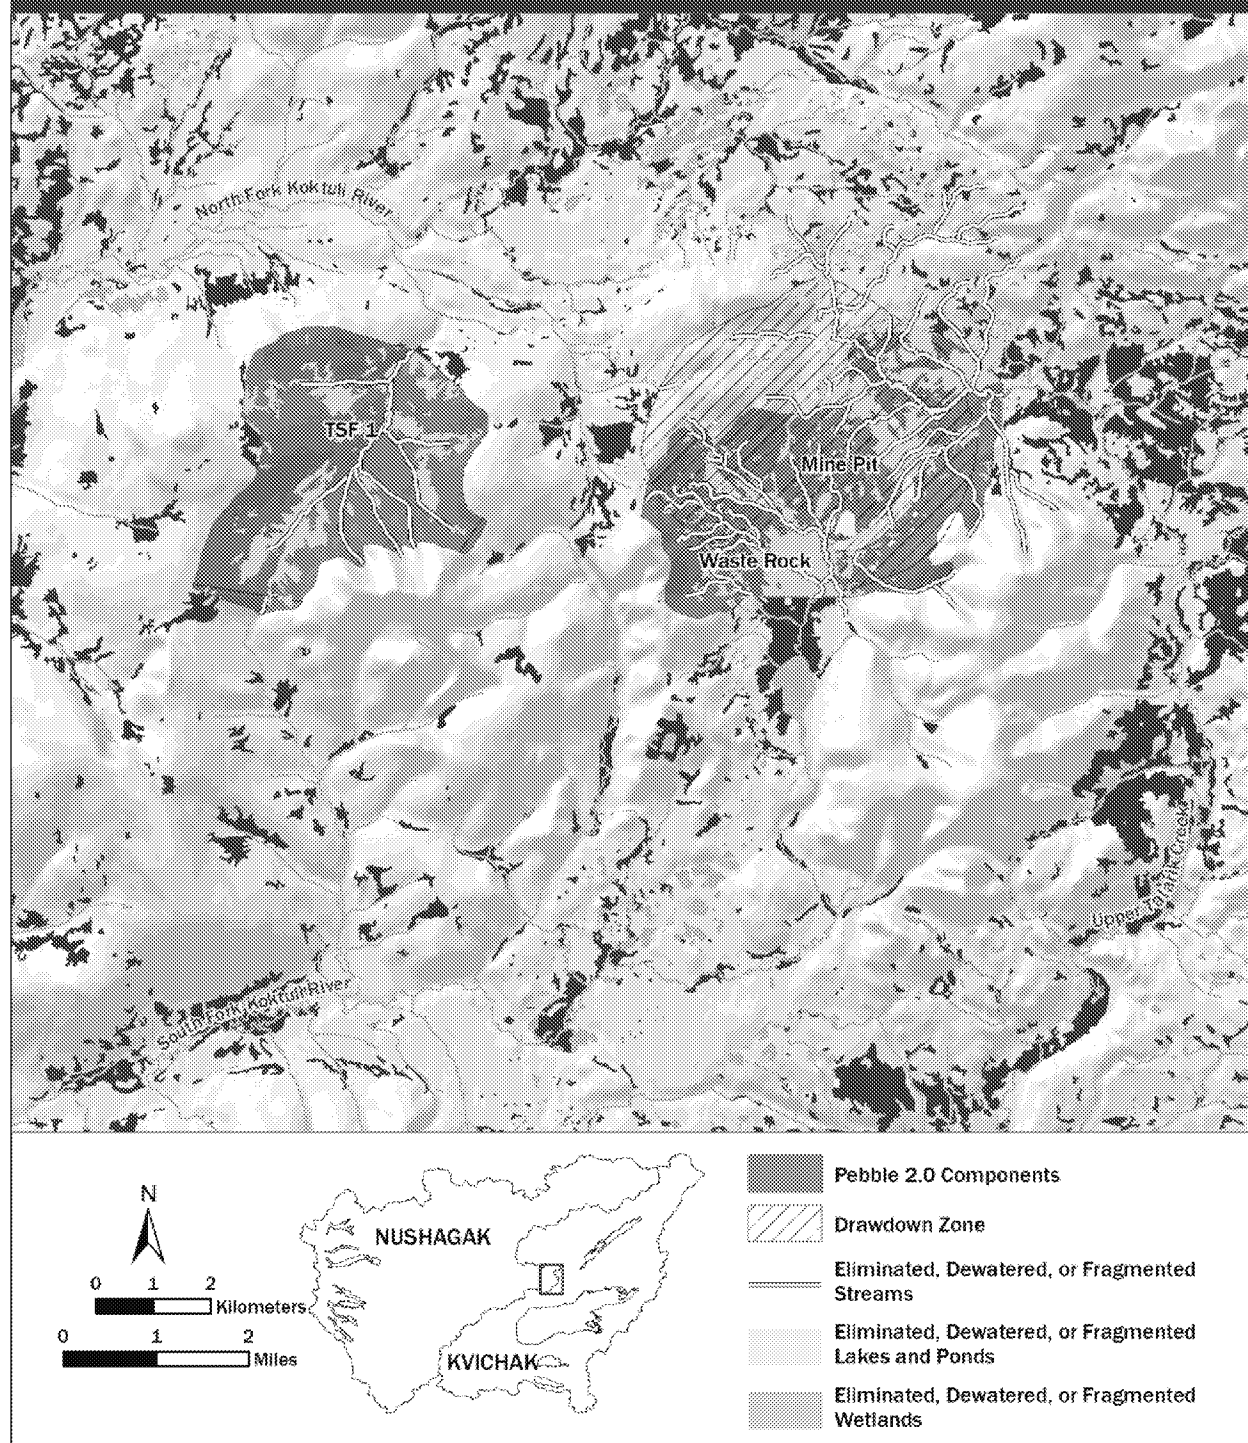 North Fork Koktuli River
TSF 1
Mine Pit
Waste Rock
Upper Talarik Creek
South Fork Koktuli River
N
0 1 2
Kilometers
0 1 2
Miles
NUSHAGAK
KVICHAK
Pebble 2.0 Components
Drawdown Zone
Eliminated, Dewatered, or Fragmented
Streams
Eliminated, Dewatered, or Fragmented
Lakes and Ponds
Eliminated, Dewatered, or Fragmented
Wetlands